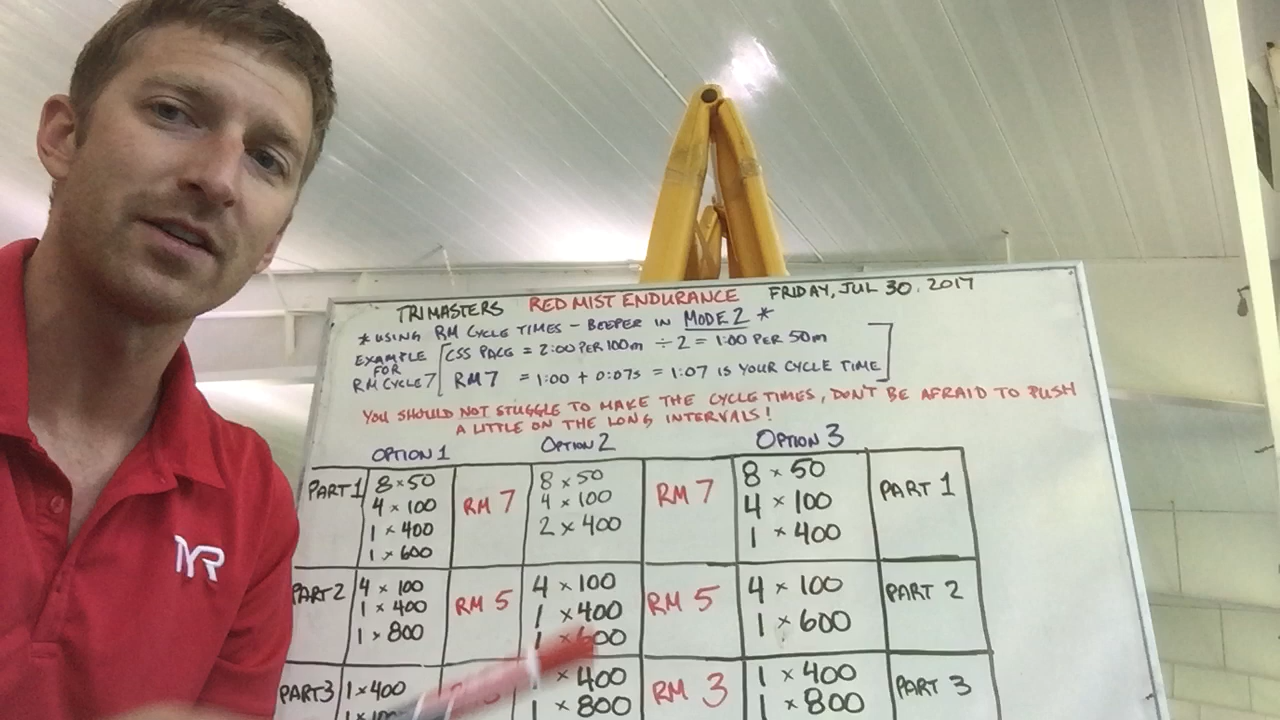 TRIMASTERS RED MIST ENDURANCE FRIDAY, JUL 30, 2017
* USING RM CYCLE TIMES - BEEPER IN MODE 2 *
EXAMPLE FOR RM CYCLE 7
CSS PACE = 2:00 PER 100m ÷ 2 = 1:00 PER 50m
RM7 = 1:00 + 0:07s = 1:07 IS YOUR CYCLE TIME
YOU SHOULD NOT STUGGLE TO MAKE THE CYCLE TIMES, DON'T BE AFRAID TO PUSH
A LITTLE ON THE LONG INTERVALS!
OPTION 1 OPTION 2 OPTION 3
PART 1 8 x 50 RM 7 8 x 50 RM 7 8 x 50 PART 1
4 x 100 4 x 100 4 x 100
1 x 400 2 x 400 1 x 400
1 x 600
PART 2 4 x 100 RM 5 4 x 100 RM 5 4 x 100 PART 2
1 x 400 1 x 400 1 x 600
1 x 800 1 x 600
PART 3 1 x 400 x 400 RM 3 1 x 400 PART 3
1 x 800 1 x 800
TYR